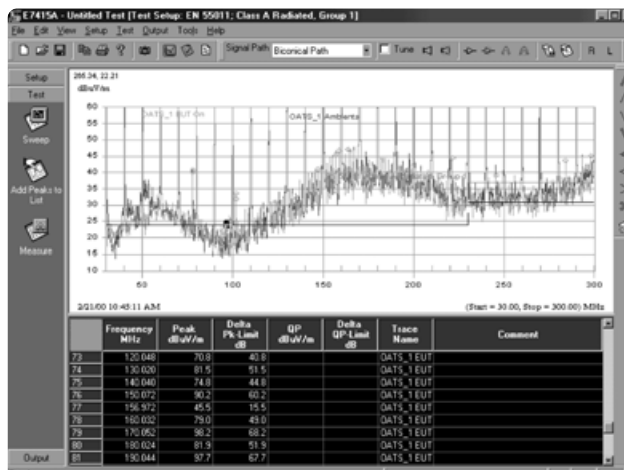 E7415A - Untitled Test [Test Setup: EN 55011; Class A Radiated, Group 1]
File Edit View Setup Test Output Tools Help
Signal Path Biconical Path Tune R L
Setup
Test
Sweep
Add Peaks to List
Measure
Output
266.34, 22.21
dBuV/m
OATS_1 EUT On
OATS_1 Ambients
60
55
50
45
40
35
30
25
20
15
10
50 100 150 200 250 300
2/21/00 10:45:11 AM (Start = 30.00, Stop = 300.00) MHz
Frequency MHz Peak dBuV/m Delta Pk-Limit dB QP dBuV/m Delta QP-Limit dB Trace Name Comment
73 120.048 70.8 40.8 OATS_1 EUT
74 130.020 81.5 51.5 OATS_1 EUT
75 140.040 74.8 44.8 OATS_1 EUT
76 150.072 90.2 60.2 OATS_1 EUT
77 156.972 45.5 15.5 OATS_1 EUT
78 160.032 79.0 49.0 OATS_1 EUT
79 170.052 98.2 68.2 OATS_1 EUT
80 180.024 81.9 51.9 OATS_1 EUT
81 190.044 97.7 67.7 OATS_1 EUT